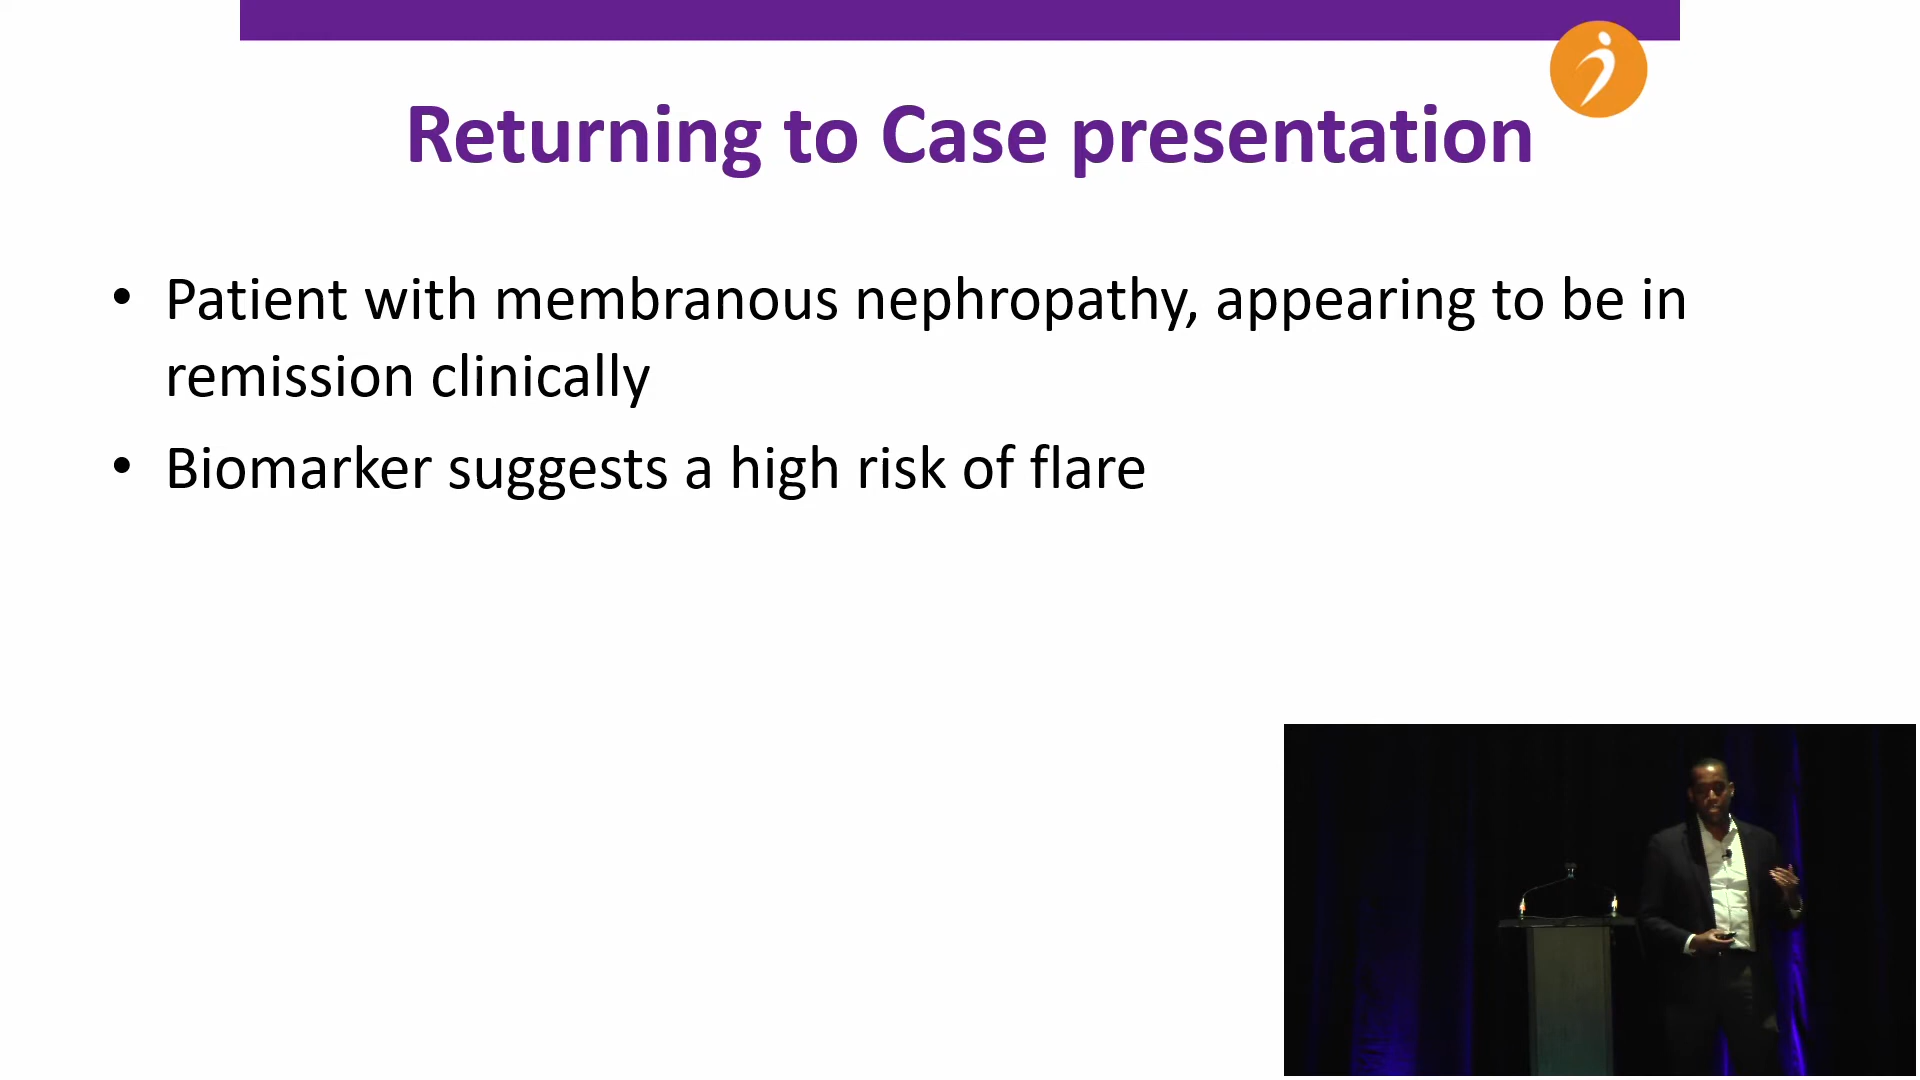 Returning to Case presentation
• Patient with membranous nephropathy, appearing to be in
remission clinically
• Biomarker suggests a high risk of flare